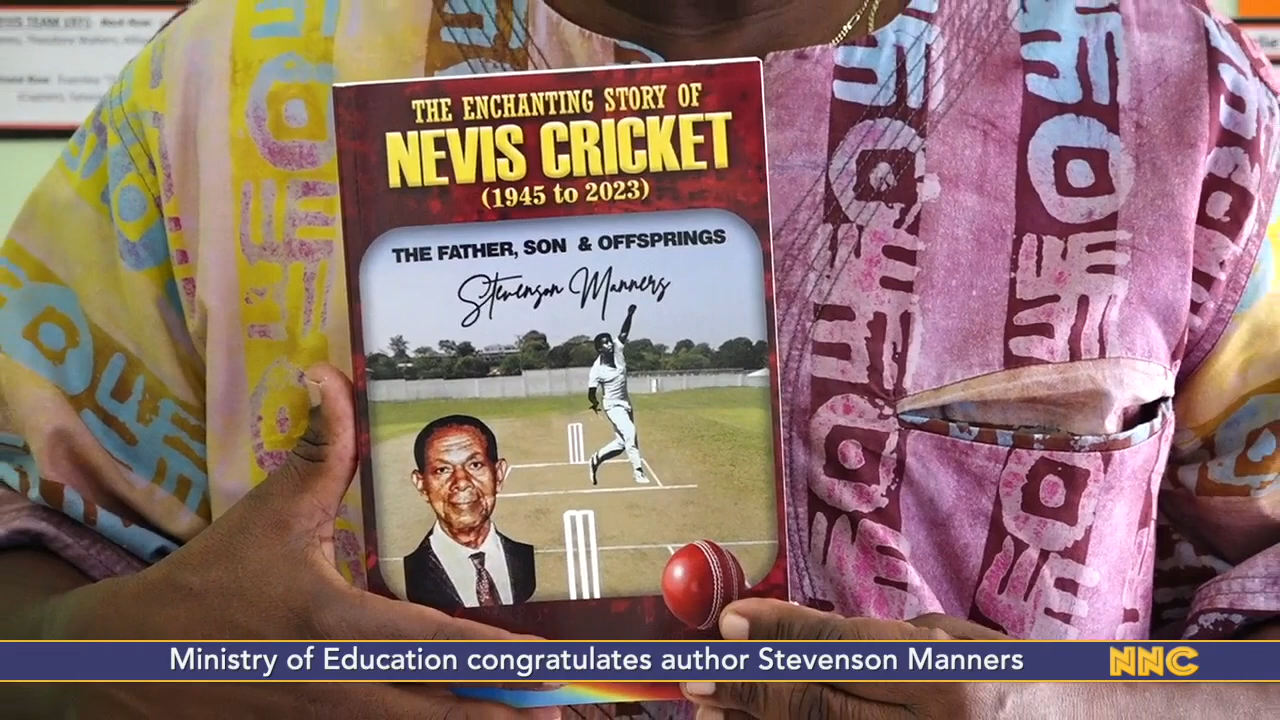 THE ENCHANTING STORY OF
NEVIS CRICKET
(1945 to 2023)
THE FATHER, SON & OFFSPRINGS
Stevenson Manners
Ministry of Education congratulates author Stevenson Manners
NNC